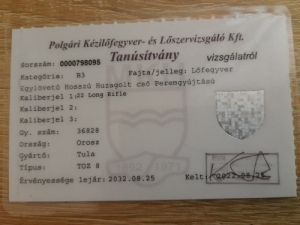 Polgári Kézilőfegyver- és Lőszervizsgáló Kft.
Sorszám: 0000798095 Tanúsítvány vizsgálatról
Kategória: B3 Fajta/jelleg: Lőfegyver
Egylövetű Hosszú Huzagolt cső Peremgyújtású
Kaliberjel 1: 22 Long Rifle
Kaliberjel 2:
Kaliberjel 3:
Gy. szám: 36828
Ország: Orosz
Gyártó: Tula
Típus: TOZ 8
Érvényessége lejár: 2032.08.25 Kelt: 2022.08.25